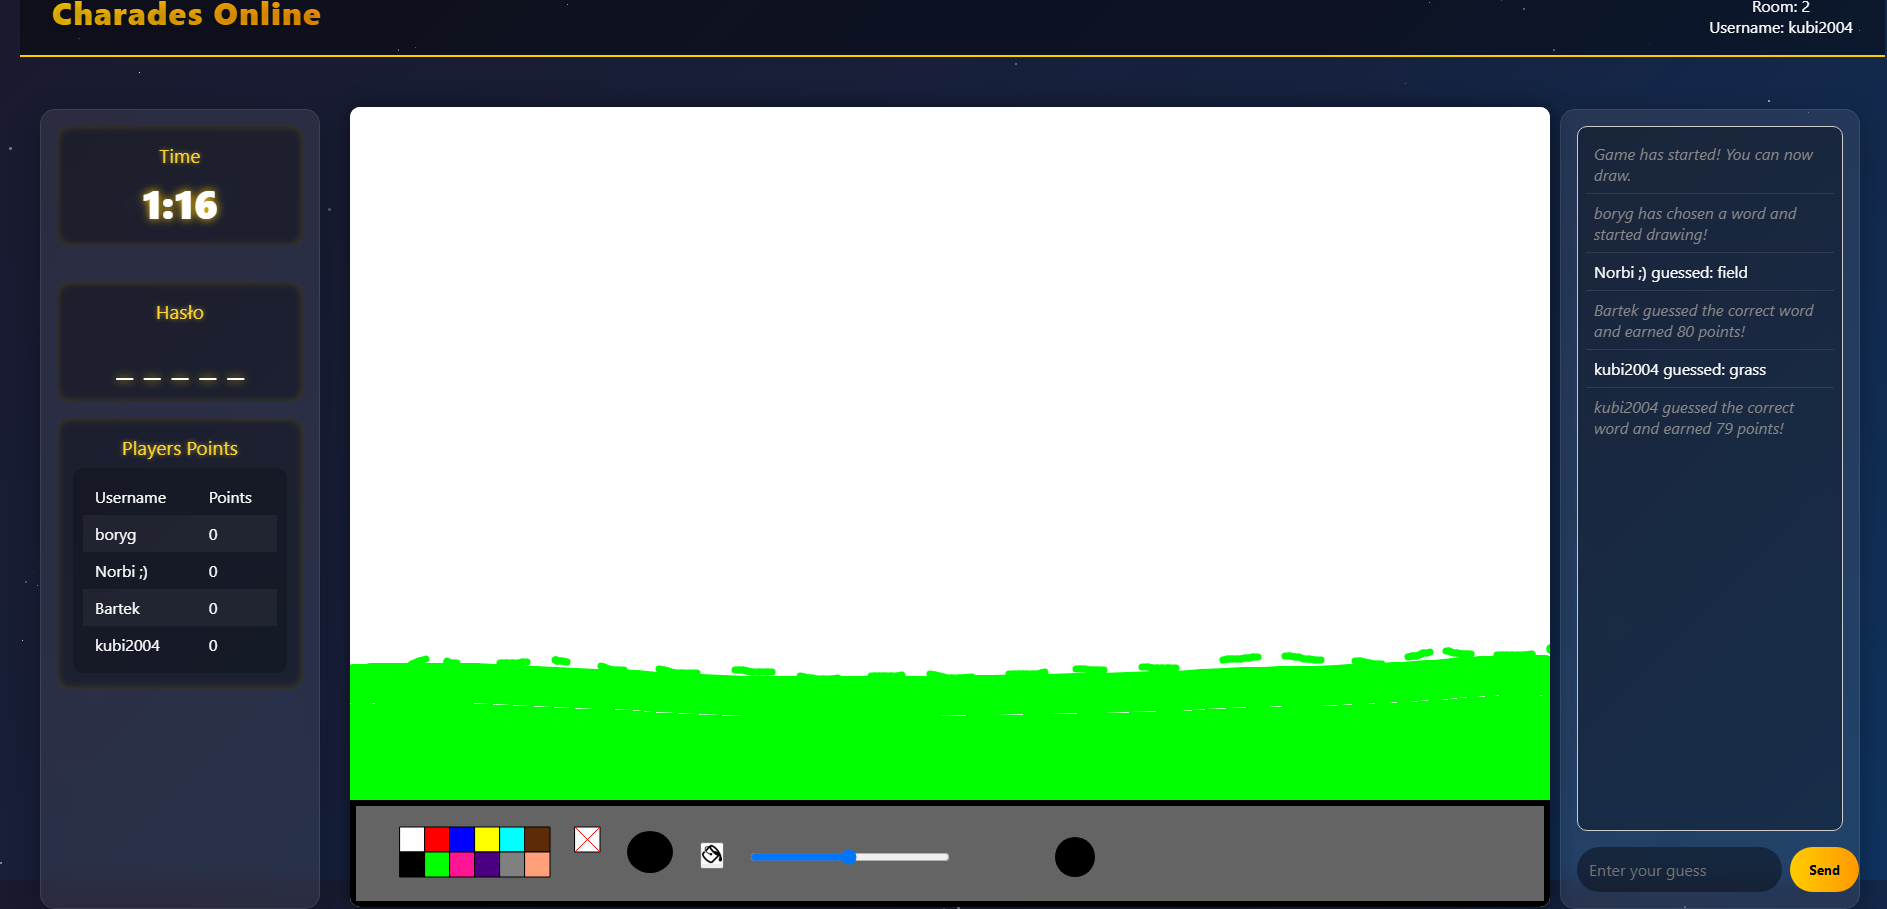 Charades Online
Room: 2
Username: kubi2004
Time
1:16
Hasło
_ _ _ _ _
Players Points
Username Points
boryg 0
Norbi ;) 0
Bartek 0
kubi2004 0
Game has started! You can now
draw.
boryg has chosen a word and
started drawing!
Norbi ;) guessed: field
Bartek guessed the correct word
and earned 80 points!
kubi2004 guessed: grass
kubi2004 guessed the correct
word and earned 79 points!
Enter your guess
Send